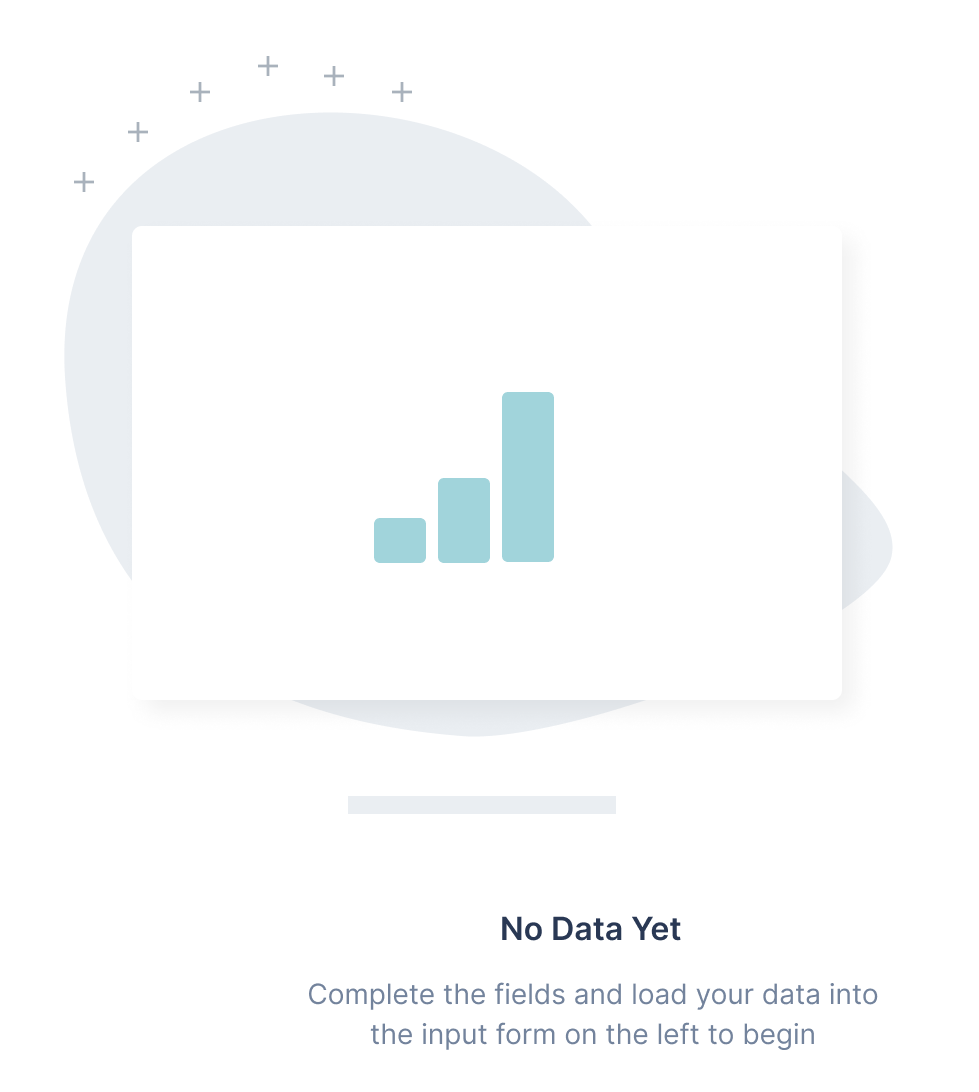 No Data Yet
Complete the fields and load your data into
the input form on the left to begin